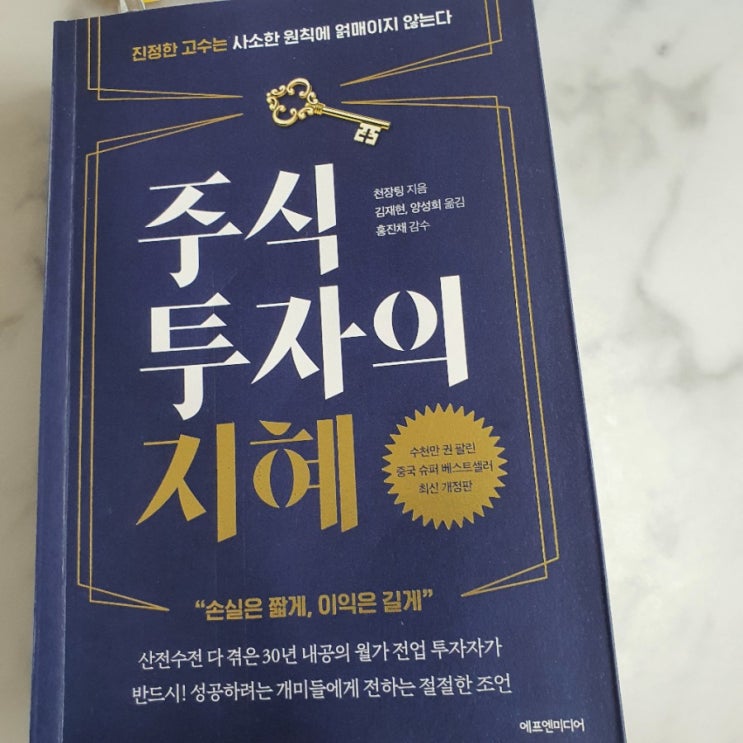 진정한 고수는 사소한 원칙에 얽매이지 않는다
주식
투자의
지혜
천장팅 지음
김재현, 양성희 옮김
홍진채 감수
수천만 권 팔린
중국 슈퍼 베스트셀러
최신 개정판
“손실은 짧게, 이익은 길게”
산전수전 다 겪은 30년 내공의 월가 전업 투자자가
반드시! 성공하려는 개미들에게 전하는 절절한 조언
에프엔미디어